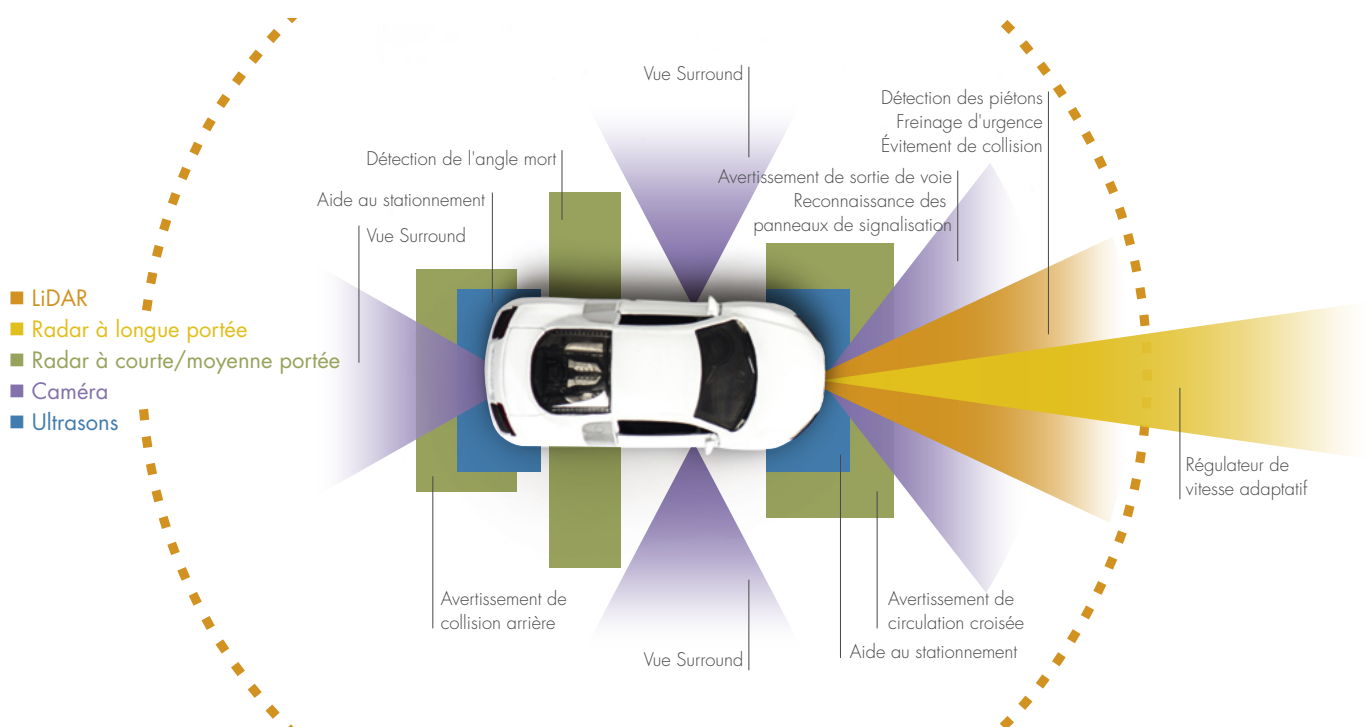 Vue Surround
Détection des piétons
Freinage d'urgence
Évitement de collision
Détection de l'angle mort
Avertissement de sortie de voie
Reconnaissance des
panneaux de signalisation
Aide au stationnement
Vue Surround
LiDAR
Radar à longue portée
Radar à courte/moyenne portée
Caméra
Ultrasons
Régulateur de
vitesse adaptatif
Avertissement de
collision arrière
Avertissement de
circulation croisée
Aide au stationnement
Vue Surround